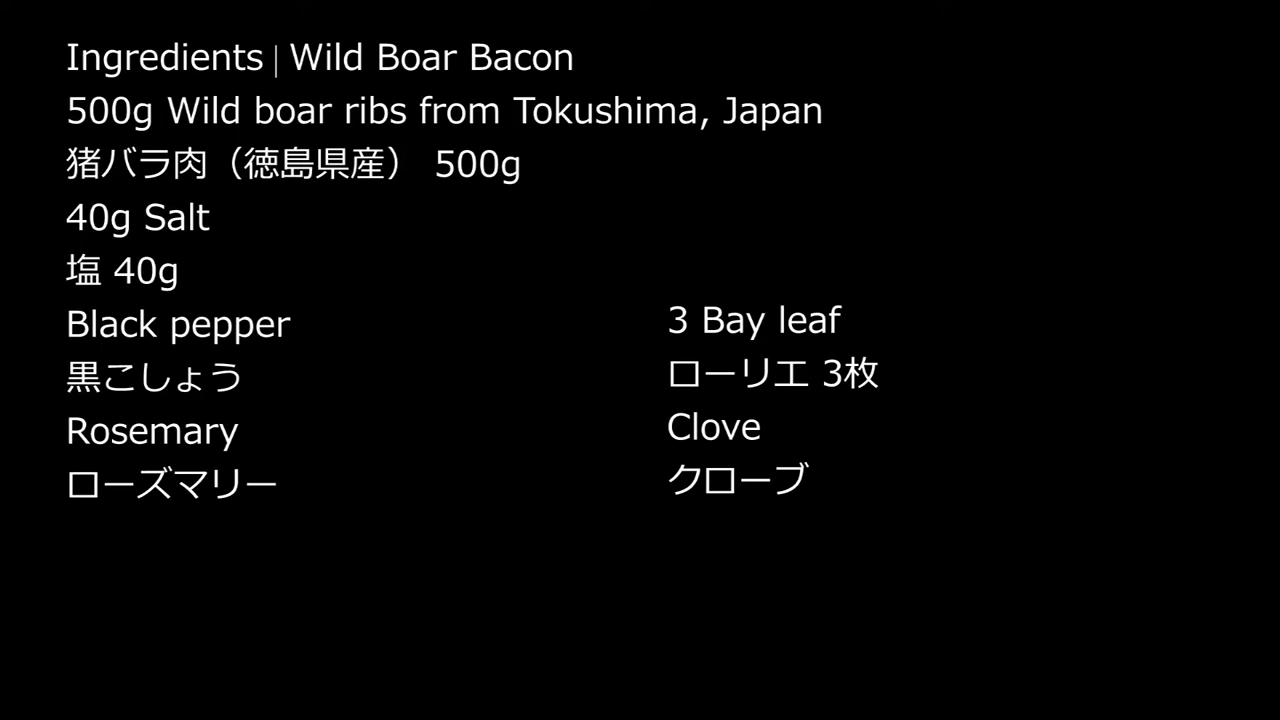 Ingredients | Wild Boar Bacon
500g Wild boar ribs from Tokushima, Japan
猪バラ肉（徳島県産） 500g
40g Salt
塩 40g
Black pepper
黒こしょう
Rosemary
ローズマリー
3 Bay leaf
ローリエ 3枚
Clove
クローブ